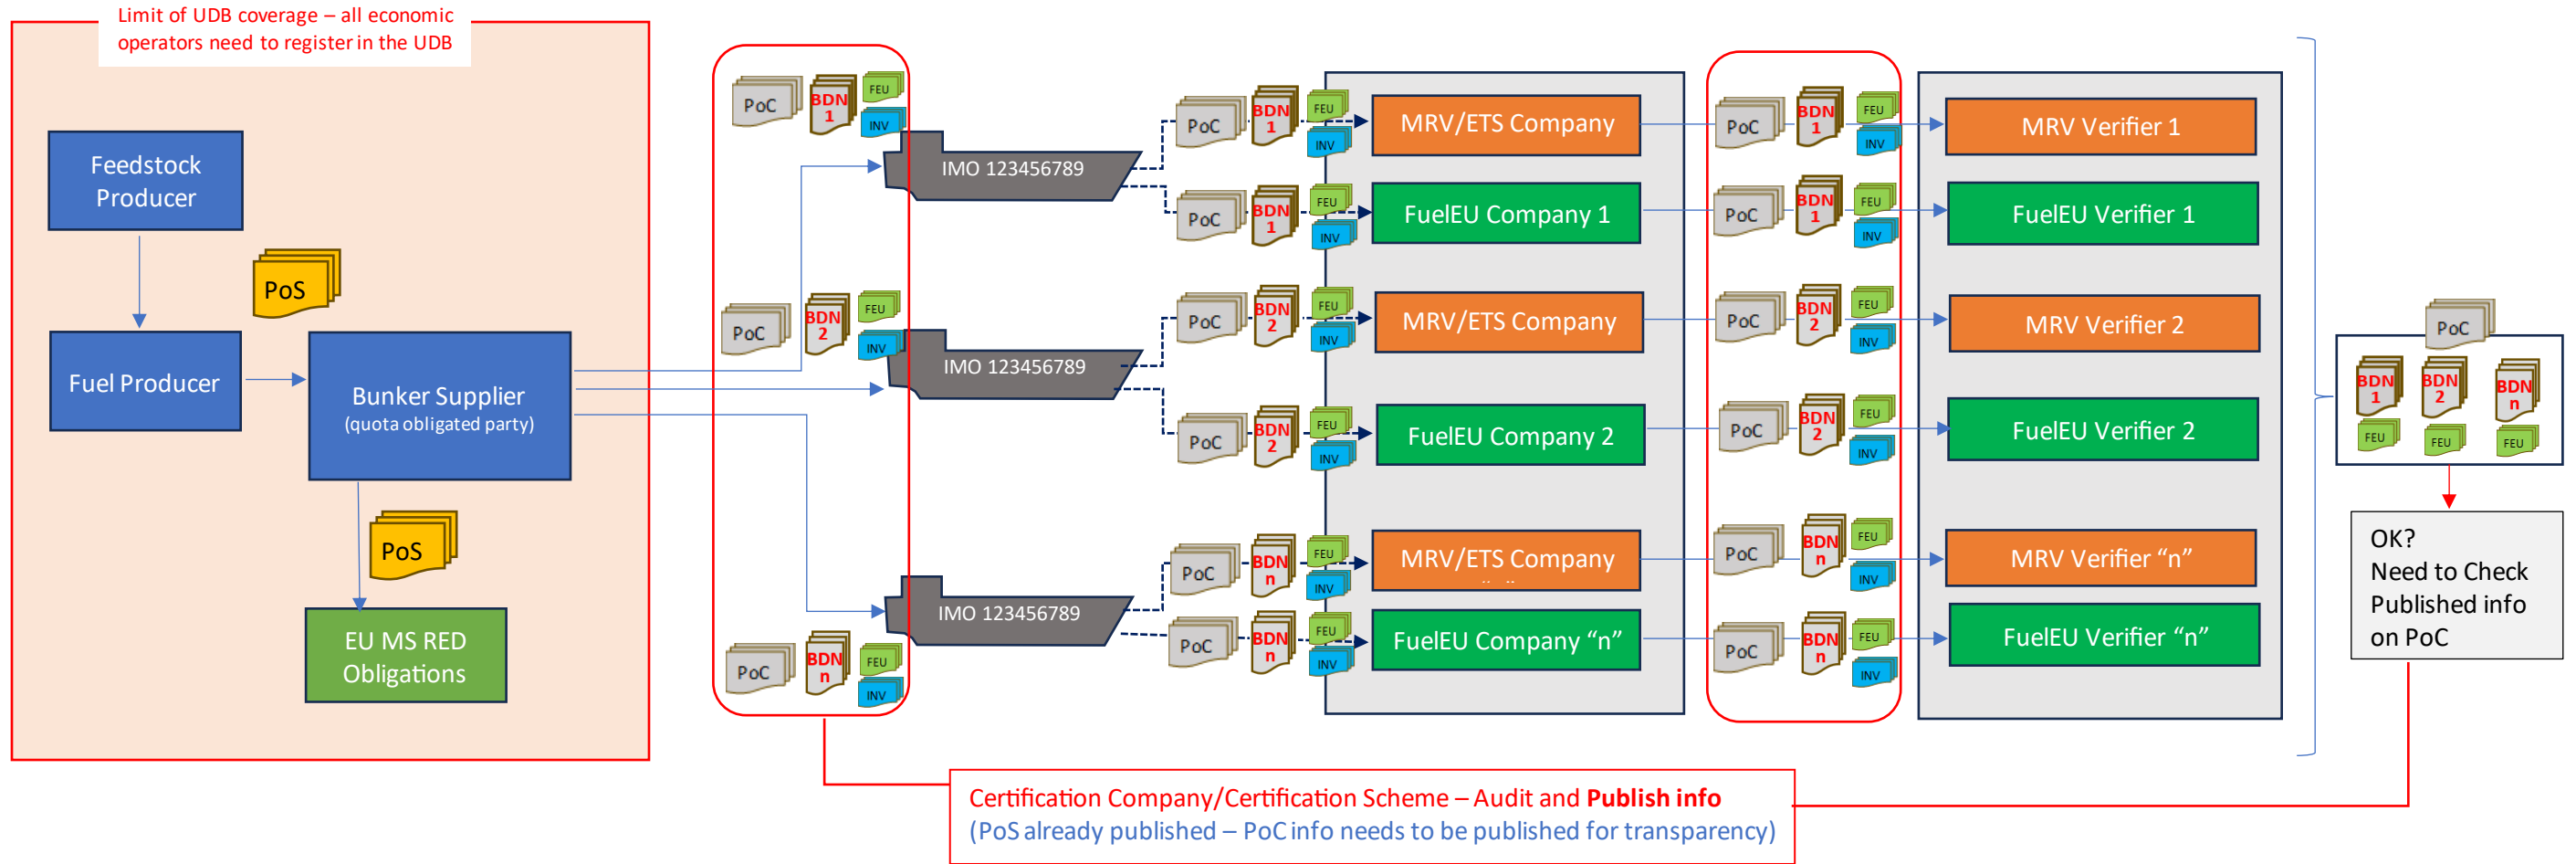 Limit of UDB coverage – all economic
operators need to register in the UDB
Feedstock
Producer
PoS
Fuel Producer
Bunker Supplier
(quota obligated party)
PoS
EU MS RED
Obligations
PoC
BDN
1
FEU
INV
PoC
BDN
2
FEU
INV
PoC
BDN
n
FEU
INV
IMO 123456789
IMO 123456789
IMO 123456789
PoC
BDN
1
FEU
INV
PoC
BDN
1
FEU
INV
PoC
BDN
2
FEU
INV
PoC
BDN
2
FEU
INV
PoC
BDN
n
FEU
INV
PoC
BDN
n
FEU
INV
MRV/ETS Company
FuelEU Company 1
MRV/ETS Company
FuelEU Company 2
MRV/ETS Company
FuelEU Company “n”
PoC
BDN
1
FEU
INV
PoC
BDN
1
FEU
INV
PoC
BDN
2
FEU
INV
PoC
BDN
2
FEU
INV
PoC
BDN
n
FEU
INV
PoC
BDN
n
FEU
INV
MRV Verifier 1
FuelEU Verifier 1
MRV Verifier 2
FuelEU Verifier 2
MRV Verifier “n”
FuelEU Verifier “n”
PoC
BDN
1
BDN
2
BDN
n
FEU
FEU
FEU
OK?
Need to Check
Published info
on PoC
Certification Company/Certification Scheme – Audit and Publish info
(PoS already published – PoC info needs to be published for transparency)